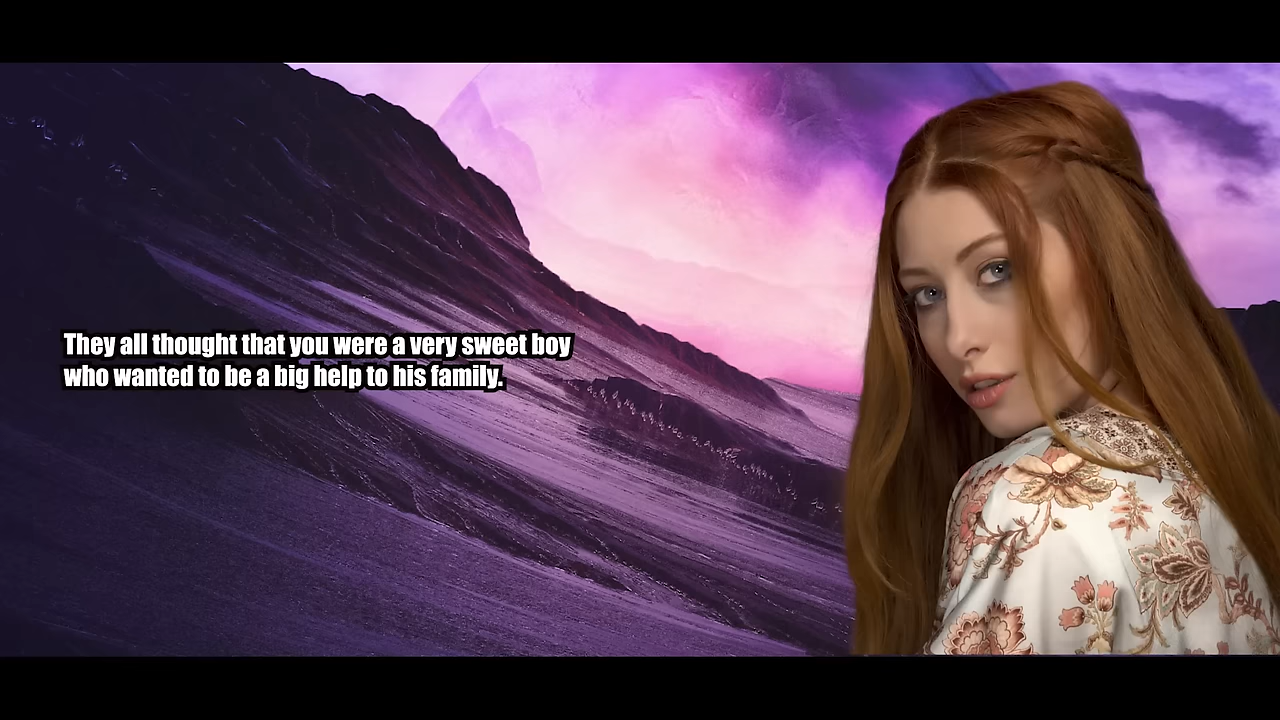 They all thought that you were a very sweet boy
who wanted to be a big help to his family.